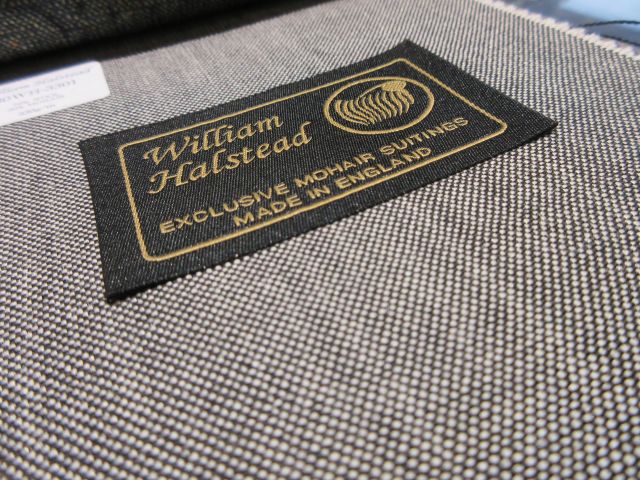 William
Halstead
EXCLUSIVE MOHAIR SUITINGS
MADE IN ENGLAND